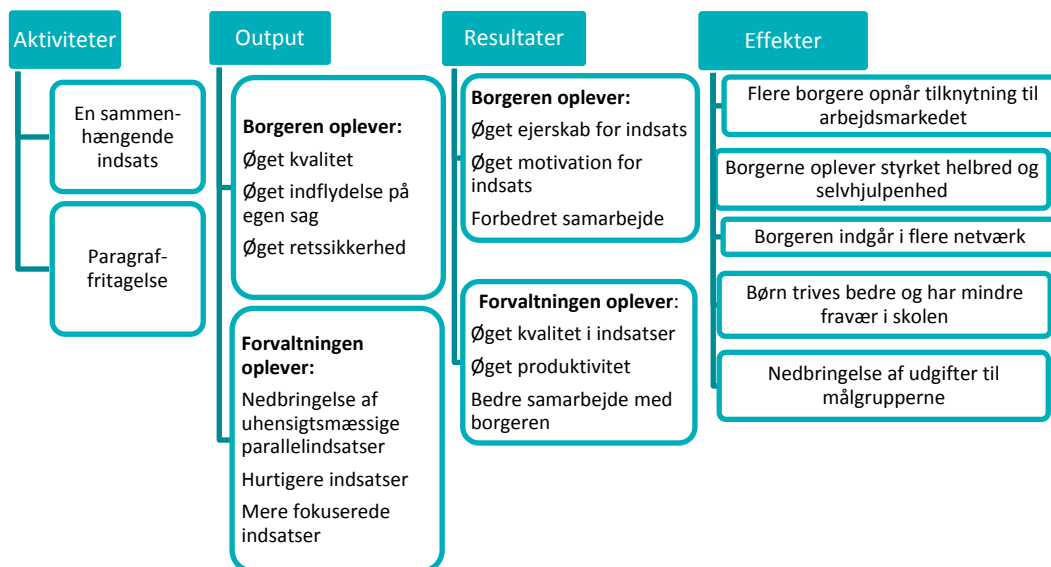 Aktiviteter
En sammen-
hængende
indsats
Paragraf-
fritagelse
Output
Borgeren oplever:
Øget kvalitet
Øget indflydelse på
egen sag
Øget retssikkerhed
Forvaltningen
oplever:
Nedbringelse af
uhensigtsmæssige
parallelindsatser
Hurtigere indsatser
Mere fokuserede
indsatser
Resultater
Borgeren oplever:
Øget ejerskab for indsats
Øget motivation for
indsats
Forbedret samarbejde
Forvaltningen oplever:
Øget kvalitet i indsatser
Øget produktivitet
Bedre samarbejde med
borgeren
Effekter
Flere borgere opnår tilknytning til
arbejdsmarkedet
Borgerne oplever styrket helbred og
selvhjulpenhed
Borgeren indgår i flere netværk
Børn trives bedre og har mindre
fravær i skolen
Nedbringelse af udgifter til
målgrupperne